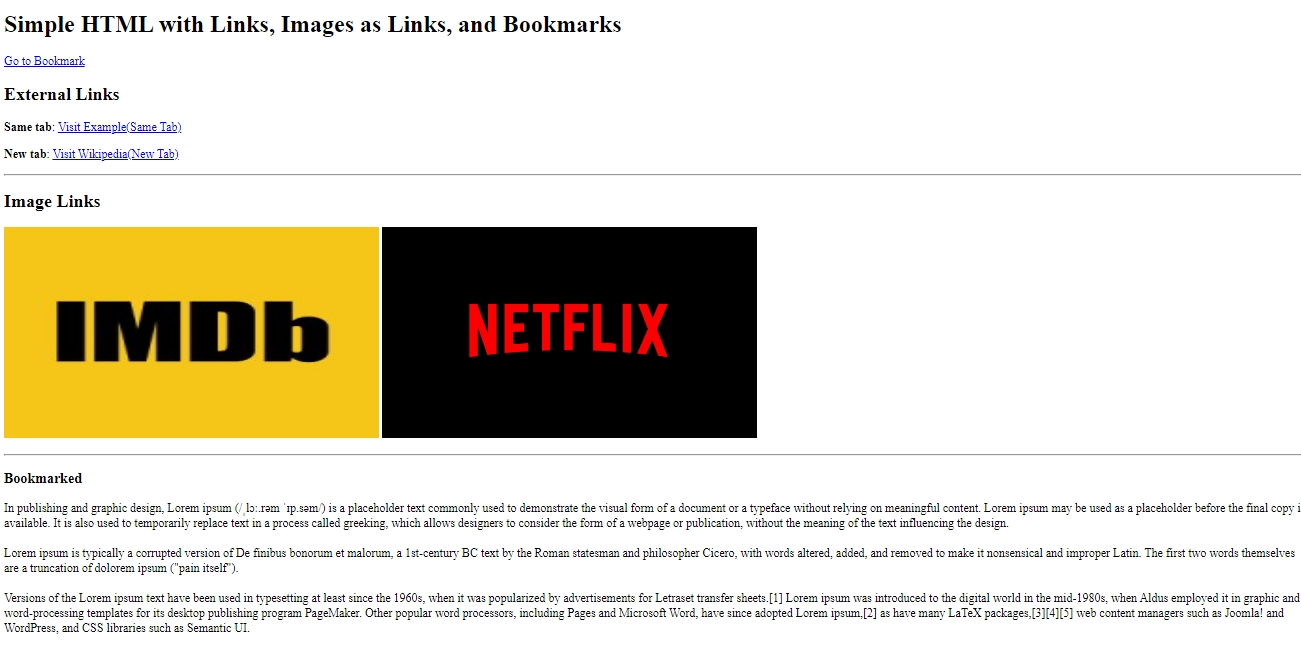 Simple HTML with Links, Images as Links, and Bookmarks
Go to Bookmark
External Links
Same tab: Visit Example(Same Tab)
New tab: Visit Wikipedia(New Tab)
Image Links
IMDb
NETFLIX
Bookmarked
In publishing and graphic design, Lorem ipsum (/ˌlɔː.rəm ˈɪp.səm/) is a placeholder text commonly used to demonstrate the visual form of a document or a typeface without relying on meaningful content. Lorem ipsum may be used as a placeholder before the final copy i
available. It is also used to temporarily replace text in a process called greeking, which allows designers to consider the form of a webpage or publication, without the meaning of the text influencing the design.
Lorem ipsum is typically a corrupted version of De finibus bonorum et malorum, a 1st-century BC text by the Roman statesman and philosopher Cicero, with words altered, added, and removed to make it nonsensical and improper Latin. The first two words themselves
are a truncation of dolorem ipsum ("pain itself").
Versions of the Lorem ipsum text have been used in typesetting at least since the 1960s, when it was popularized by advertisements for Letraset transfer sheets.[1] Lorem ipsum was introduced to the digital world in the mid-1980s, when Aldus employed it in graphic and
word-processing templates for its desktop publishing program PageMaker. Other popular word processors, including Pages and Microsoft Word, have since adopted Lorem ipsum,[2] as have many LaTeX packages,[3][4][5] web content managers such as Joomla! and
WordPress, and CSS libraries such as Semantic UI.